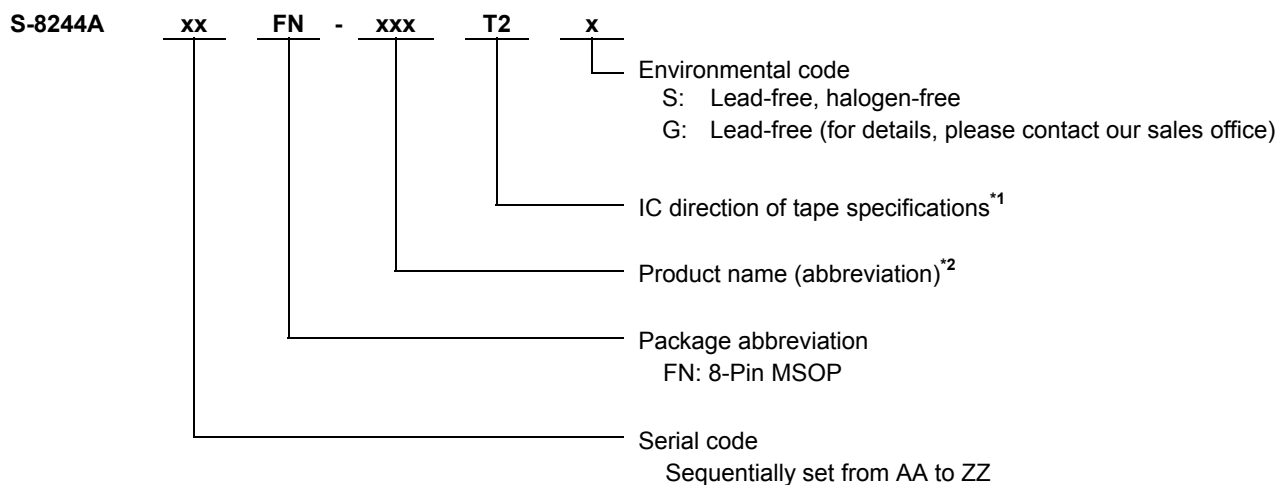 S-8244A xx FN - xxx T2 x
Environmental code
S: Lead-free, halogen-free
G: Lead-free (for details, please contact our sales office)
IC direction of tape specifications*1
Product name (abbreviation)*2
Package abbreviation
FN: 8-Pin MSOP
Serial code
Sequentially set from AA to ZZ